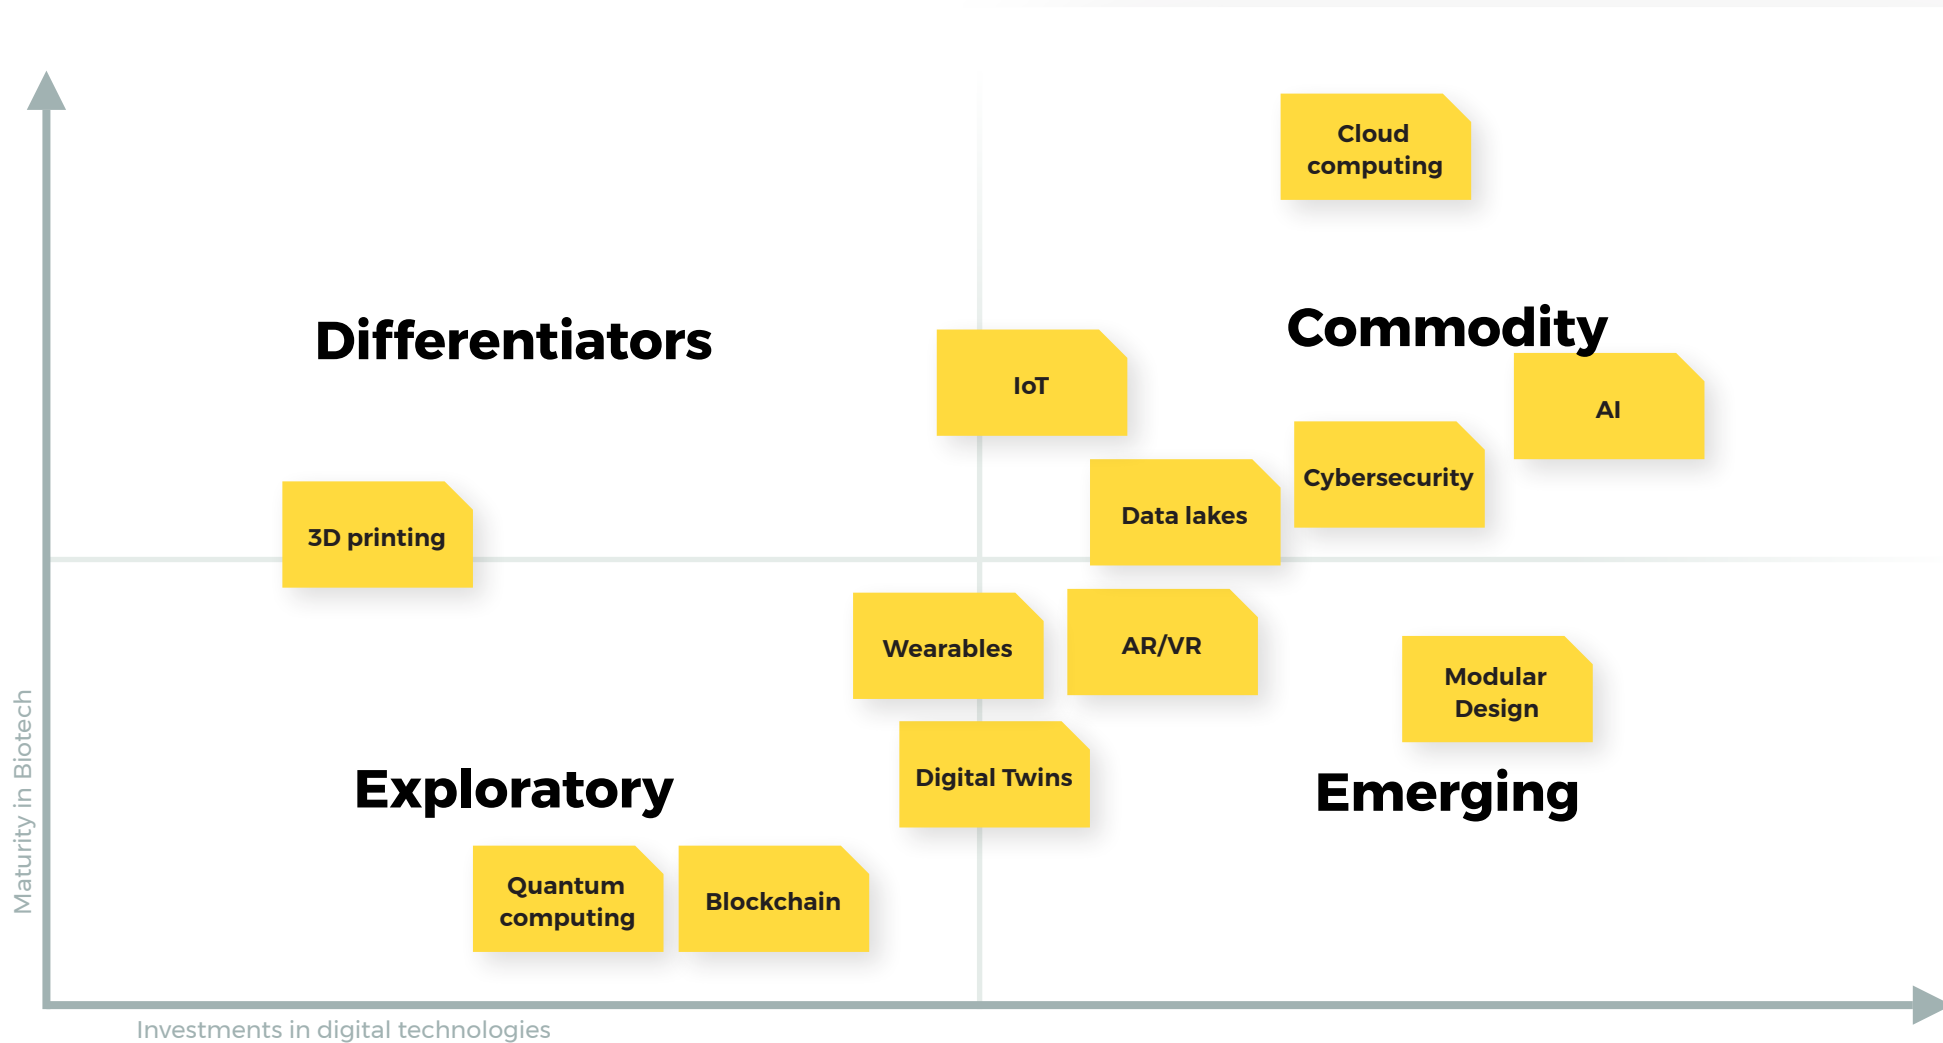 Cloud
computing
Differentiators
Commodity
IoT
AI
Cybersecurity
Data lakes
3D printing
Wearables
AR/VR
Modular
Design
Digital Twins
Exploratory
Emerging
Quantum
computing
Blockchain
Maturity in Biotech
Investments in digital technologies